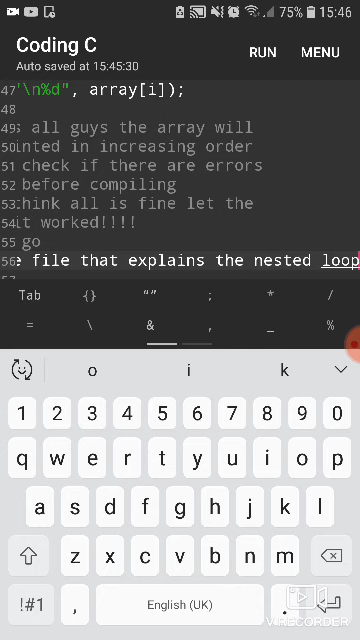 75% 15:46
Coding C
Auto saved at 15:45:30
RUN MENU
47 "\n%d", array[i]);
48
49 all guys the array will
50 inted in increasing order
51 check if there are errors
52 before compiling
53 think all is fine let the
54 it worked!!!!
55 go
56 e file that explains the nested loop
Tab {} “” ; * /
= \ & , _ %
o i k
1 2 3 4 5 6 7 8 9 0
q w e r t y u i o p
a s d f g h j k l
z x c v b n m
!#1 , English (UK) .
V.RECORDER